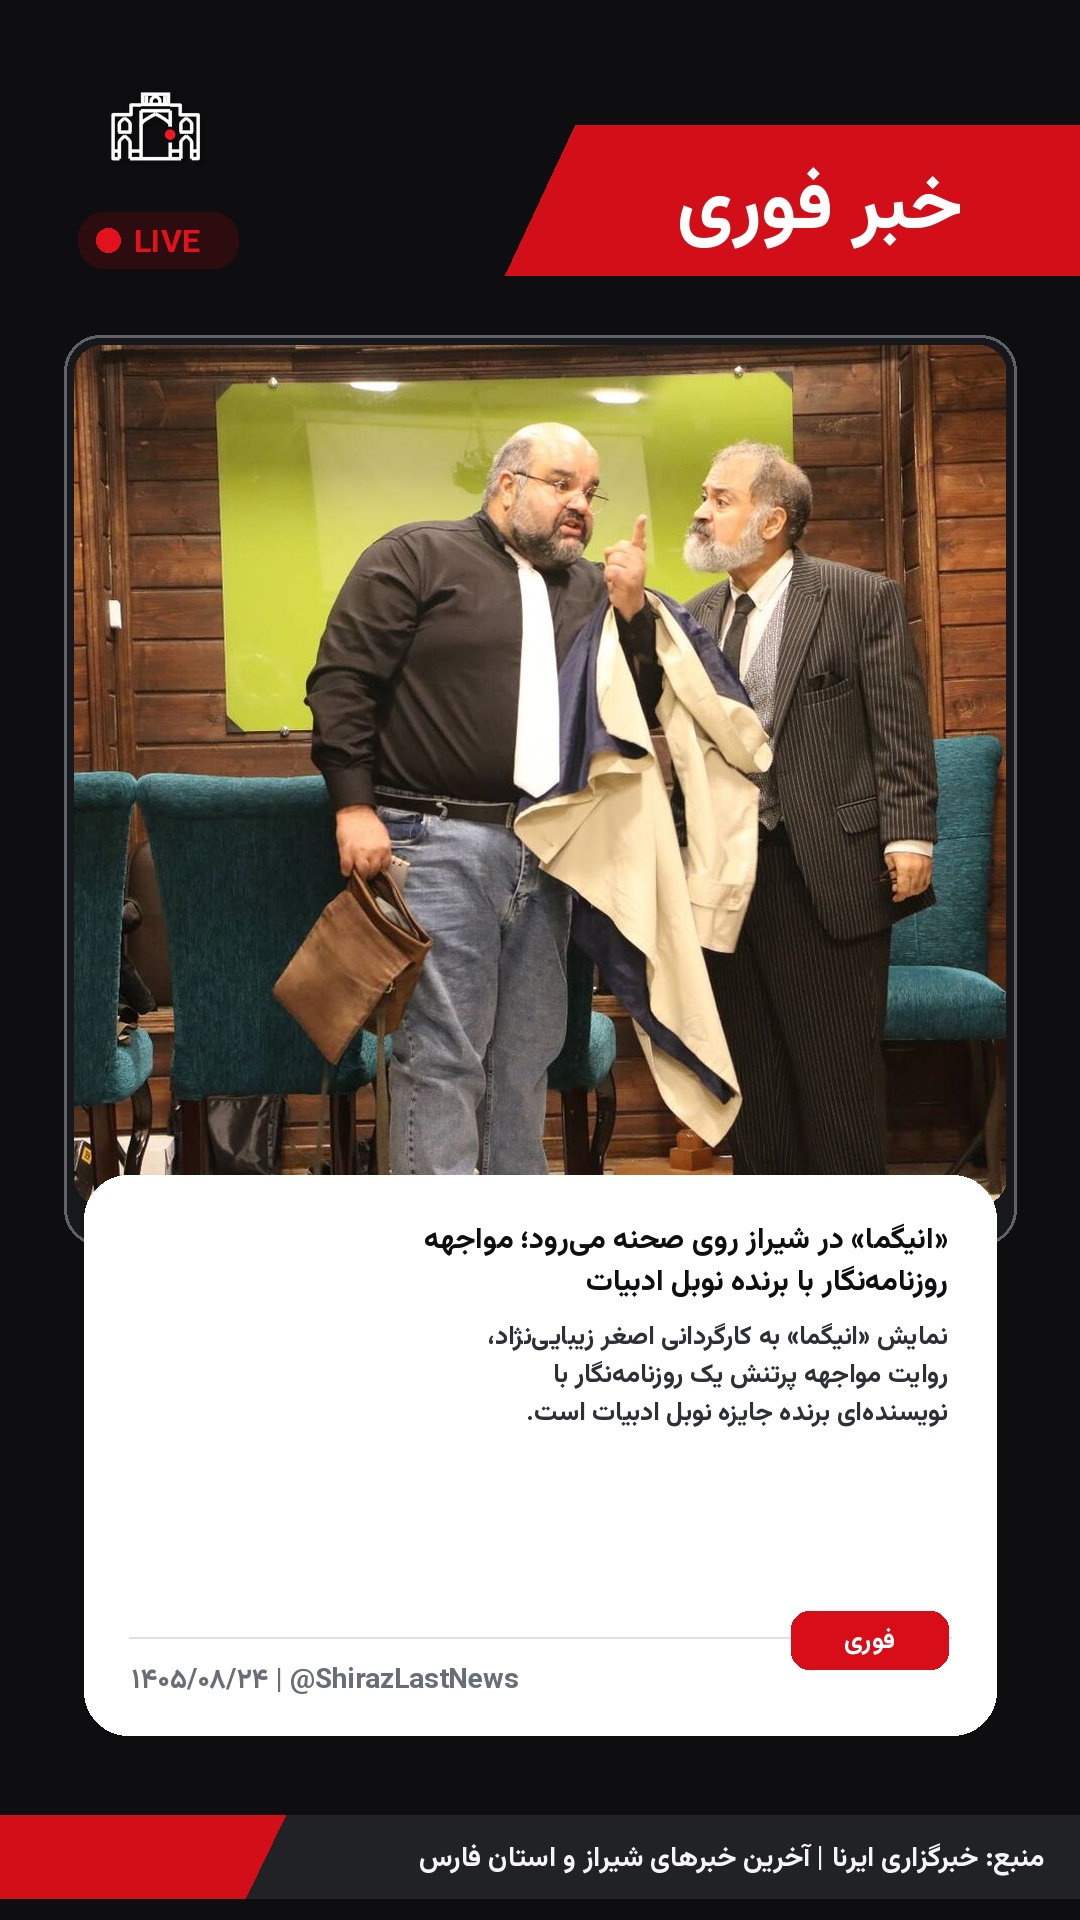 خبر فوری
LIVE
«انیگما» در شیراز روی صحنه می‌رود؛ مواجهه
روزنامه‌نگار با برنده نوبل ادبیات
نمایش «انیگما» به کارگردانی اصغر زیبایی‌نژاد،
روایت مواجهه پرتنش یک روزنامه‌نگار با
نویسنده‌ای برنده جایزه نوبل ادبیات است.
فوری
۱۴۰۵/۰۸/۲۴ | @ShirazLastNews
منبع: خبرگزاری ایرنا | آخرین خبرهای شیراز و استان فارس